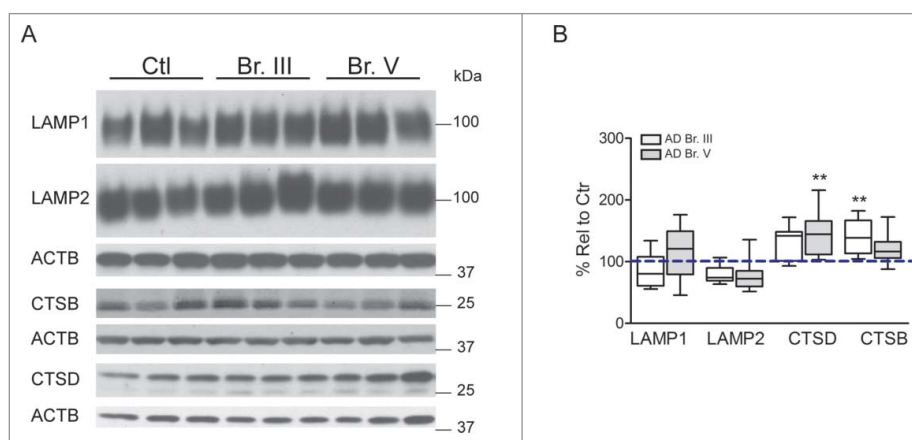 A
Ctl Br. III Br. V
kDa
LAMP1
100
LAMP2
100
ACTB
37
CTSB
25
ACTB
37
CTSD
25
ACTB
37
B
% Rel to Ctr
300
200
100
0
AD Br. III
AD Br. V
**
**
LAMP1 LAMP2 CTSD CTSB